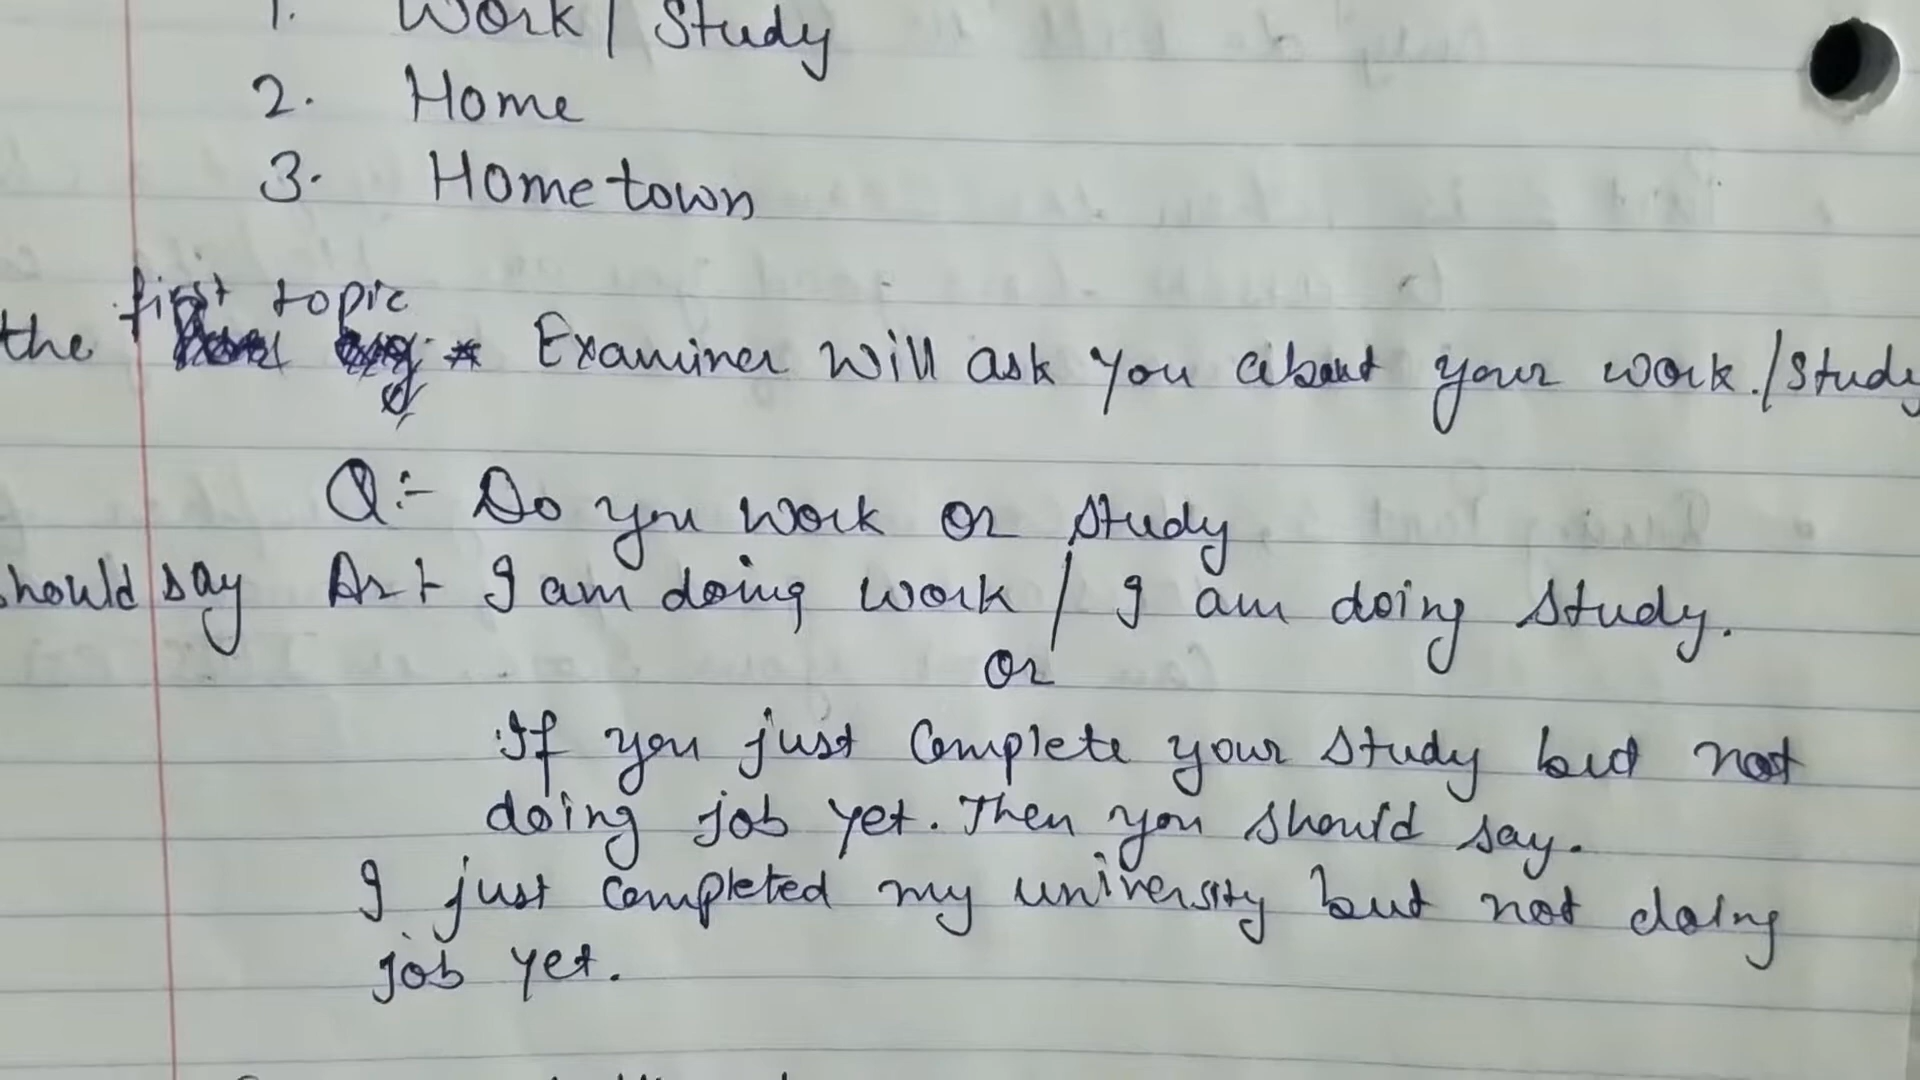 1. Work / Study
2. Home
3. Hometown
first topic
the * Examiner will ask you about your work./Study
Q:- Do you work or study
should say Ans:- I am doing work / I am doing study.
or
If you just complete your study but not
doing job yet. Then you should say.
I just completed my university but not doing
job yet.